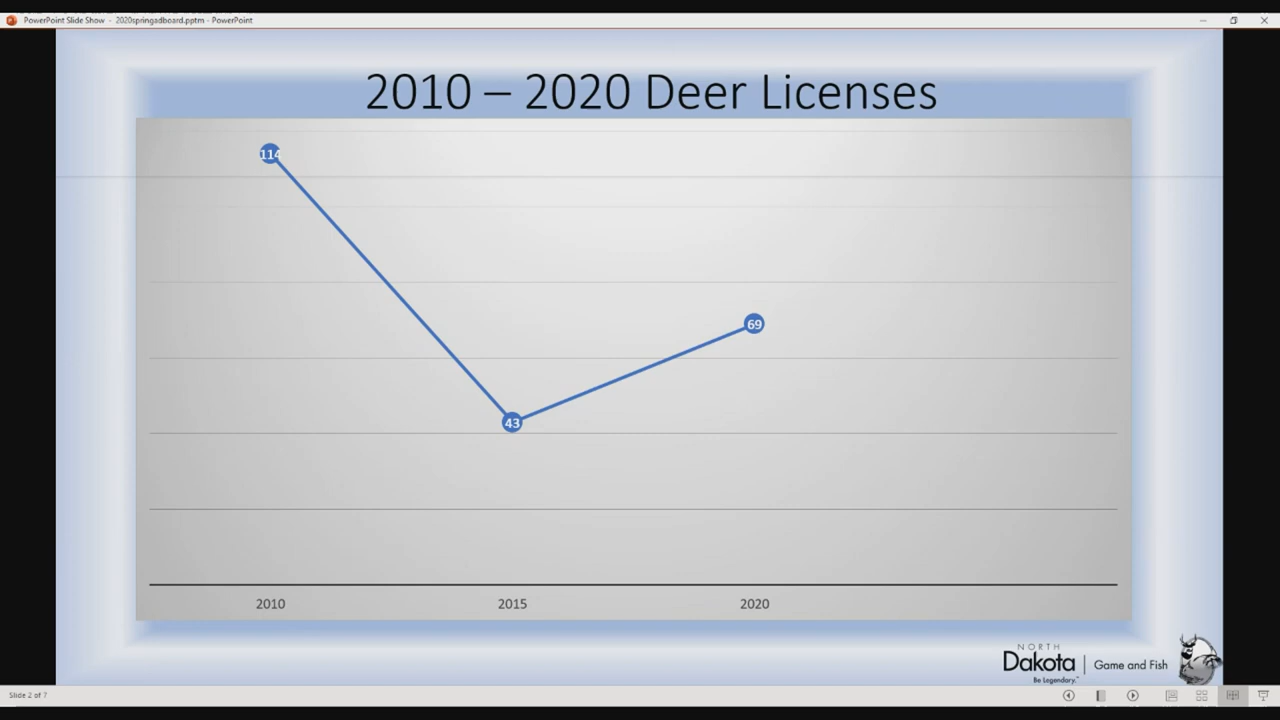 PowerPoint Slide Show - 2020springadboard.pptm - PowerPoint
2010 – 2020 Deer Licenses
114
43
69
2010 2015 2020
NORTH
Dakota | Game and Fish
Be Legendary.™
Slide 2 of 7